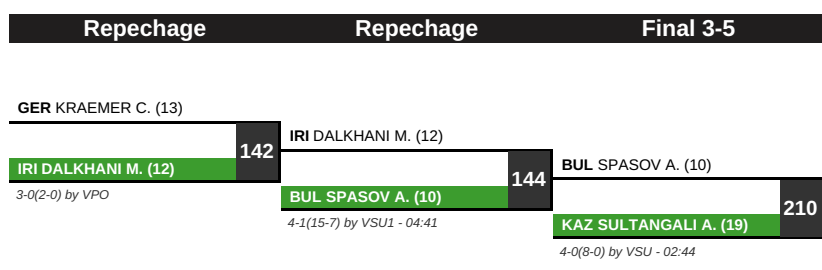 Repechage
Repechage
Final 3-5
GER KRAEMER C. (13)
142
IRI DALKHANI M. (12)
3-0(2-0) by VPO
IRI DALKHANI M. (12)
144
BUL SPASOV A. (10)
4-1(15-7) by VSU1 - 04:41
BUL SPASOV A. (10)
210
KAZ SULTANGALI A. (19)
4-0(8-0) by VSU - 02:44